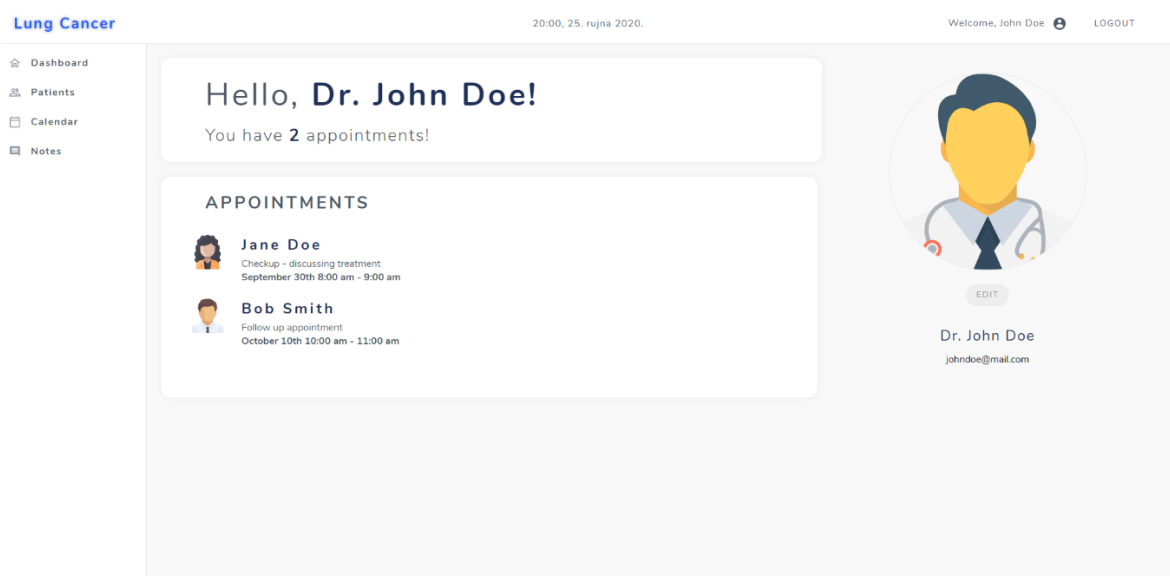 Lung Cancer
20:00, 25. rujna 2020.
Welcome, John Doe
LOGOUT
Dashboard
Patients
Calendar
Notes
Hello, Dr. John Doe!
You have 2 appointments!
APPOINTMENTS
Jane Doe
Checkup - discussing treatment
September 30th 8:00 am - 9:00 am
Bob Smith
Follow up appointment
October 10th 10:00 am - 11:00 am
EDIT
Dr. John Doe
johndoe@mail.com